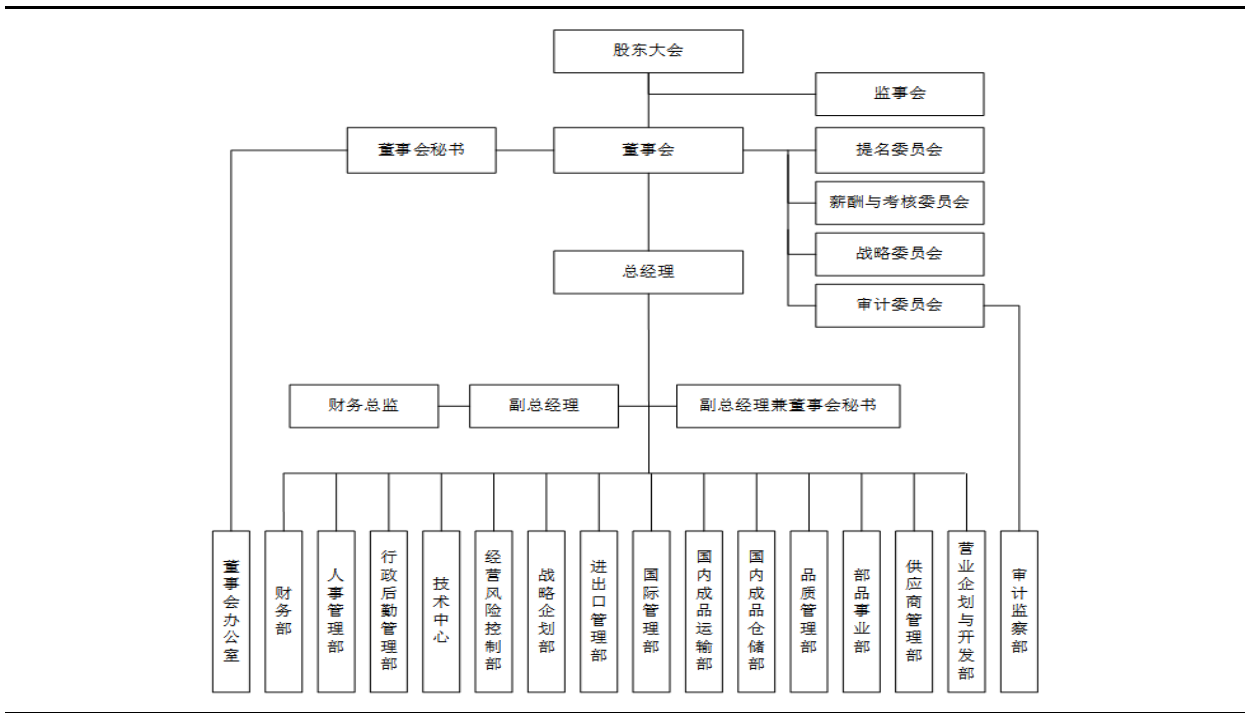 股东大会
监事会
董事会秘书
董事会
提名委员会
薪酬与考核委员会
战略委员会
总经理
审计委员会
财务总监
副总经理
副总经理兼董事会秘书
董事会办公室
财务部
人事管理部
行政后勤管理部
技术中心
经营风险控制部
战略企划部
进出口管理部
国际管理部
国内成品运输部
国内成品仓储部
品质管理部
部品事业部
供应商管理部
营业企划与开发部
审计监察部